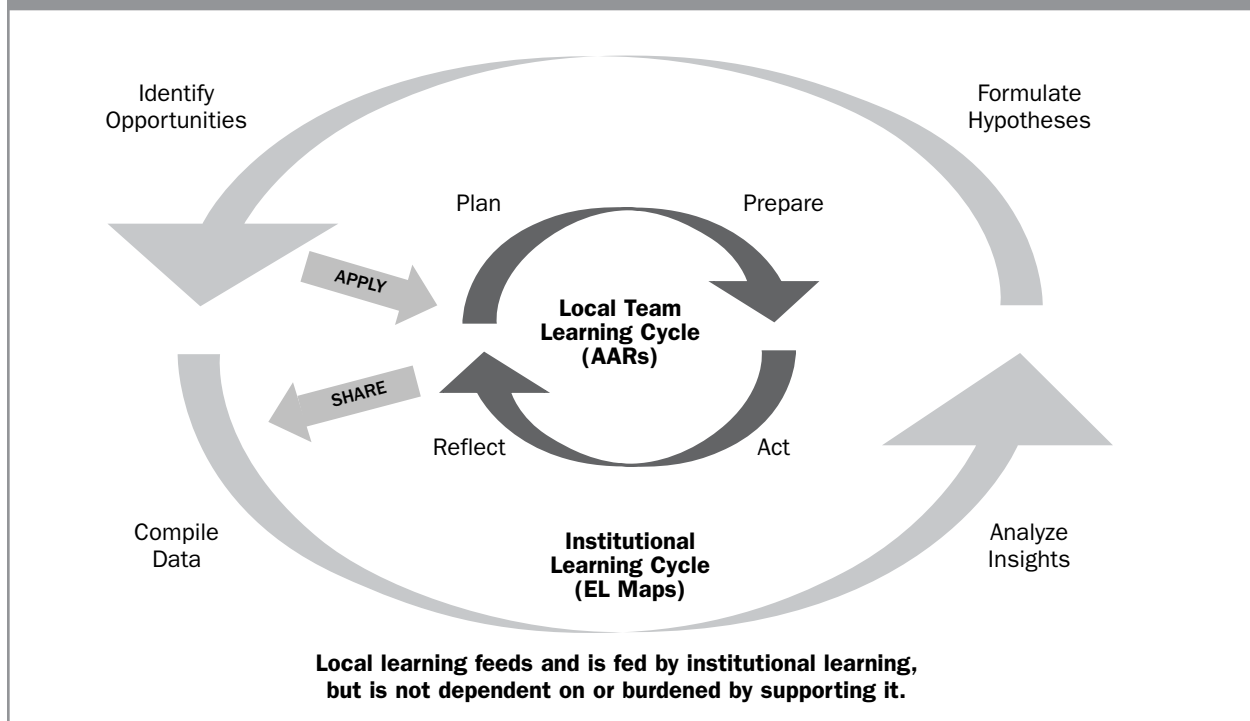 Identify
Opportunities
Formulate
Hypotheses
Plan
Prepare
APPLY
Local Team
Learning Cycle
(AARs)
SHARE
Reflect
Act
Compile
Data
Institutional
Learning Cycle
(EL Maps)
Analyze
Insights
Local learning feeds and is fed by institutional learning,
but is not dependent on or burdened by supporting it.